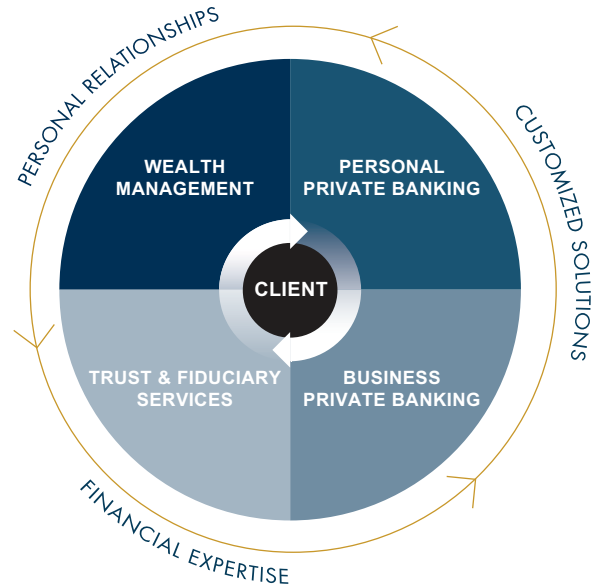 PERSONAL RELATIONSHIPS
CUSTOMIZED SOLUTIONS
WEALTH
MANAGEMENT
PERSONAL
PRIVATE BANKING
CLIENT
TRUST & FIDUCIARY
SERVICES
BUSINESS
PRIVATE BANKING
FINANCIAL EXPERTISE